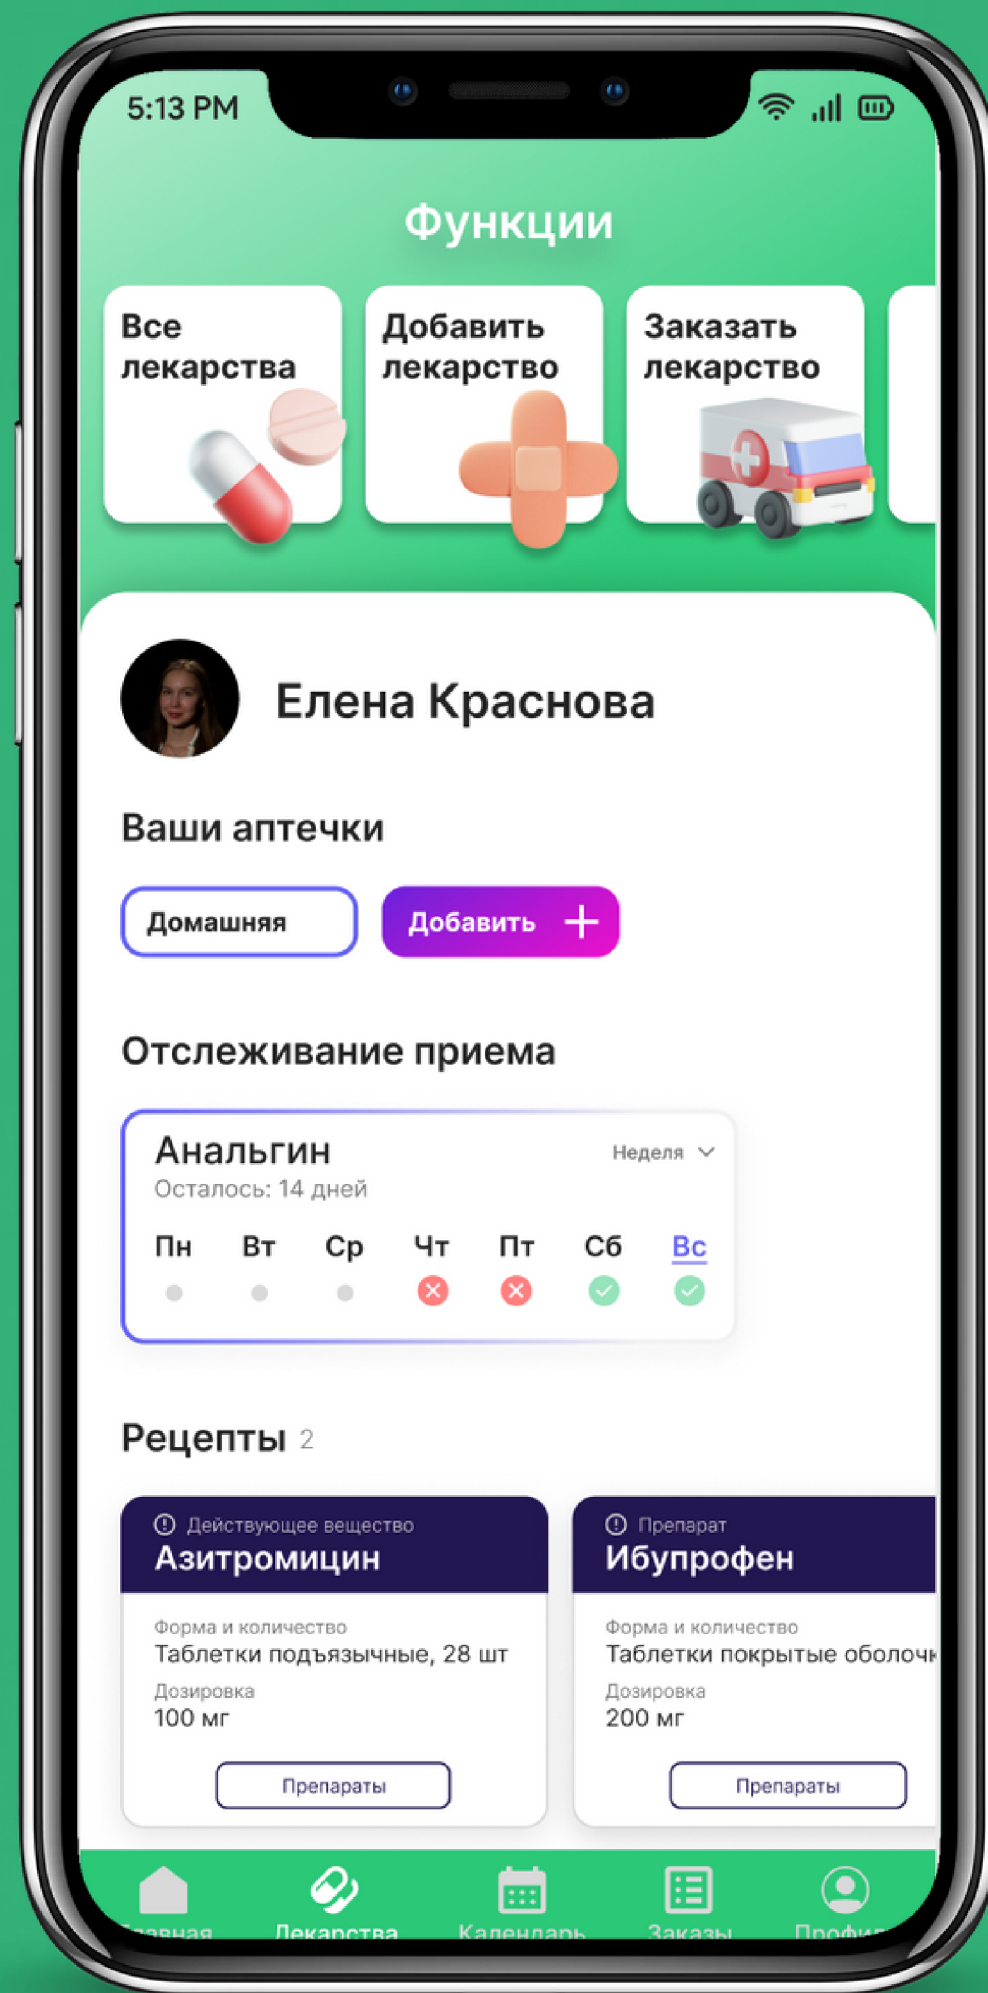 5:13 PM
Функции
Все
лекарства
Добавить
лекарство
Заказать
лекарство
Елена Краснова
Ваши аптечки
Домашняя
Добавить
Отслеживание приема
Анальгин
Неделя
Осталось: 14 дней
Пн Вт Ср Чт Пт Сб Вс
Рецепты 2
Действующее вещество
Азитромицин
Форма и количество
Таблетки подъязычные, 28 шт
Дозировка
100 мг
Препараты
Препарат
Ибупрофен
Форма и количество
Таблетки покрытые оболочк
Дозировка
200 мг
Препараты
Главная Лекарства Календарь Заказы Профиль